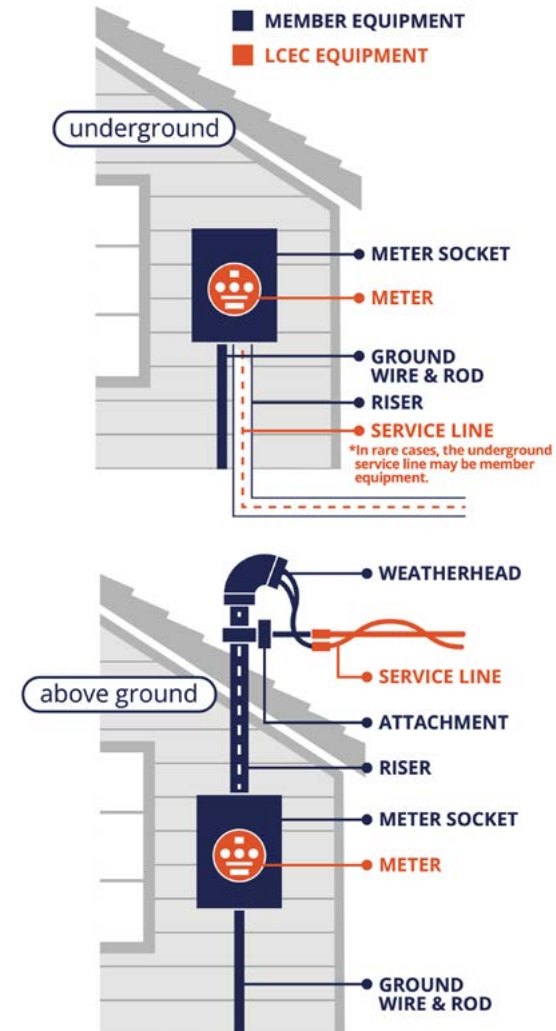 MEMBER EQUIPMENT
LCEC EQUIPMENT
underground
METER SOCKET
METER
GROUND
WIRE & ROD
RISER
SERVICE LINE
*In rare cases, the underground
service line may be member
equipment.
WEATHERHEAD
SERVICE LINE
above ground
ATTACHMENT
RISER
METER SOCKET
METER
GROUND
WIRE & ROD